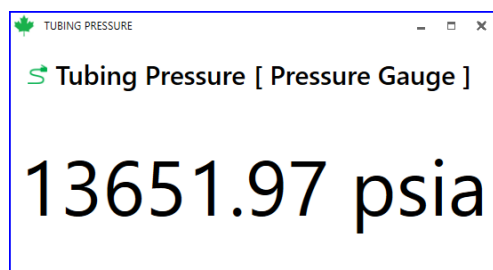 TUBING PRESSURE
Tubing Pressure [ Pressure Gauge ]
13651.97 psia